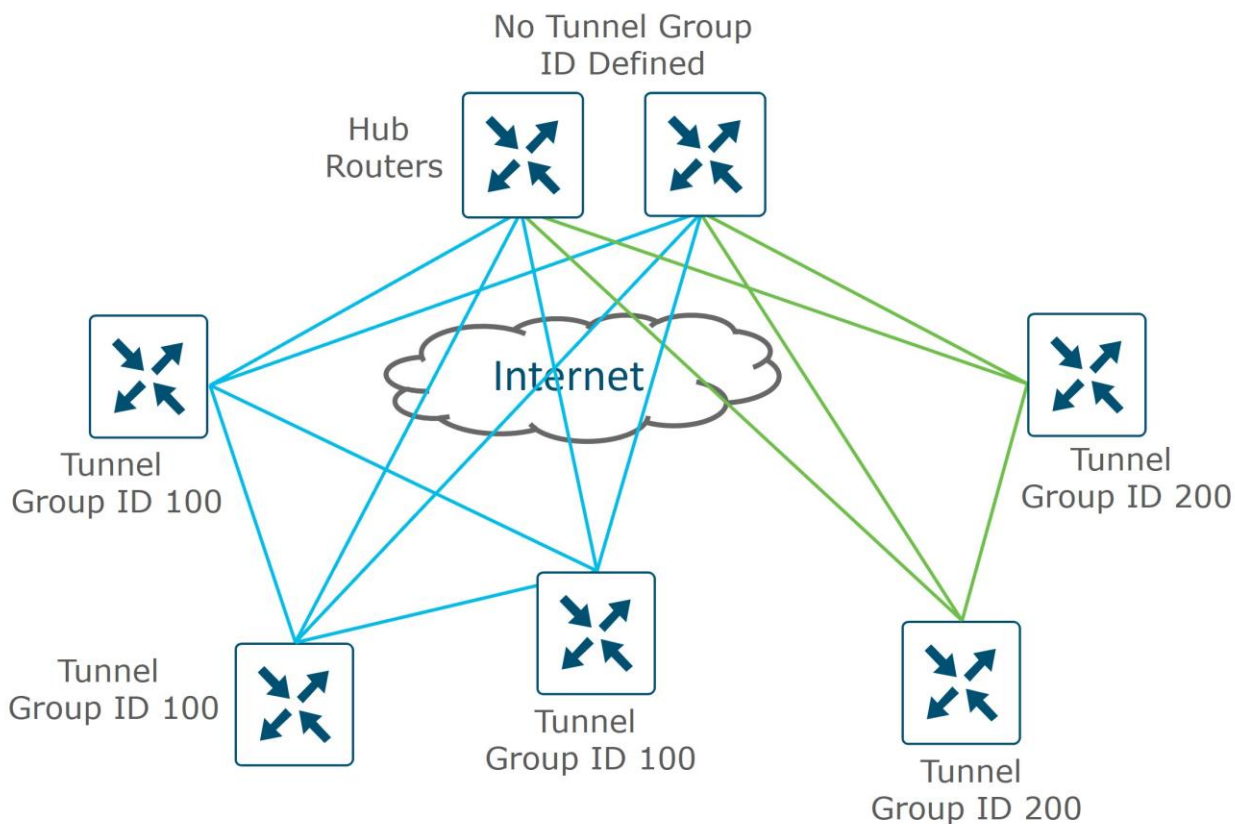 No Tunnel Group
ID Defined
Hub
Routers
Internet
Tunnel
Group ID 100
Tunnel
Group ID 200
Tunnel
Group ID 100
Tunnel
Group ID 100
Tunnel
Group ID 200